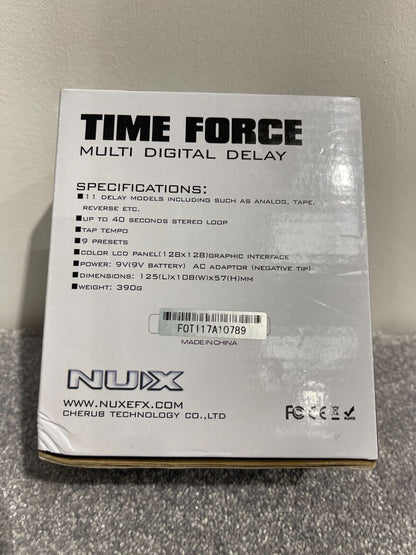 TIME FORCE
MULTI DIGITAL DELAY
SPECIFICATIONS:
■11 DELAY MODELS INCLUDING SUCH AS ANALOG, TAPE,
REVERSE ETC.
■UP TO 40 SECONDS STEREO LOOP
■TAP TEMPO
■9 PRESETS
■COLOR LCD PANEL(128X128)GRAPHIC INTERFACE
■POWER: 9V(9V BATTERY) AC ADAPTOR (NEGATIVE TIP)
■DIMENSIONS: 125(L)X108(W)X57(H)MM
■WEIGHT: 390G
FOTI17A10789
MADE IN CHINA
NUX
WWW.NUXEFX.COM
CHERUB TECHNOLOGY CO.,LTD
FC CE